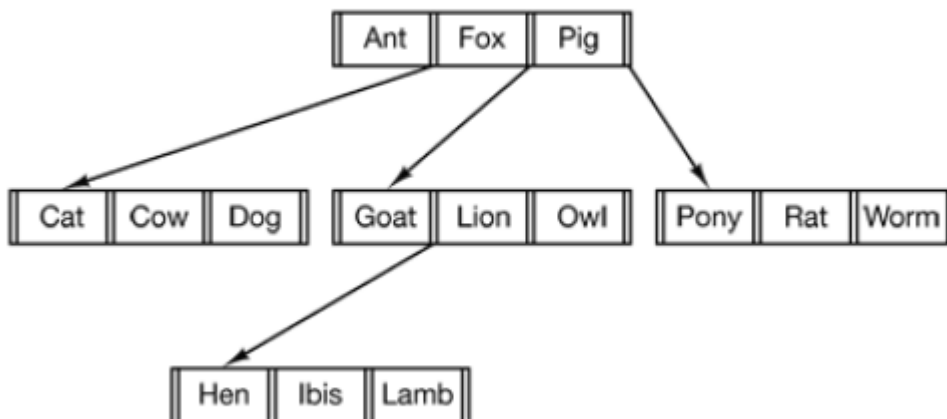 Ant Fox Pig
Cat Cow Dog Goat Lion Owl Pony Rat Worm
Hen Ibis Lamb